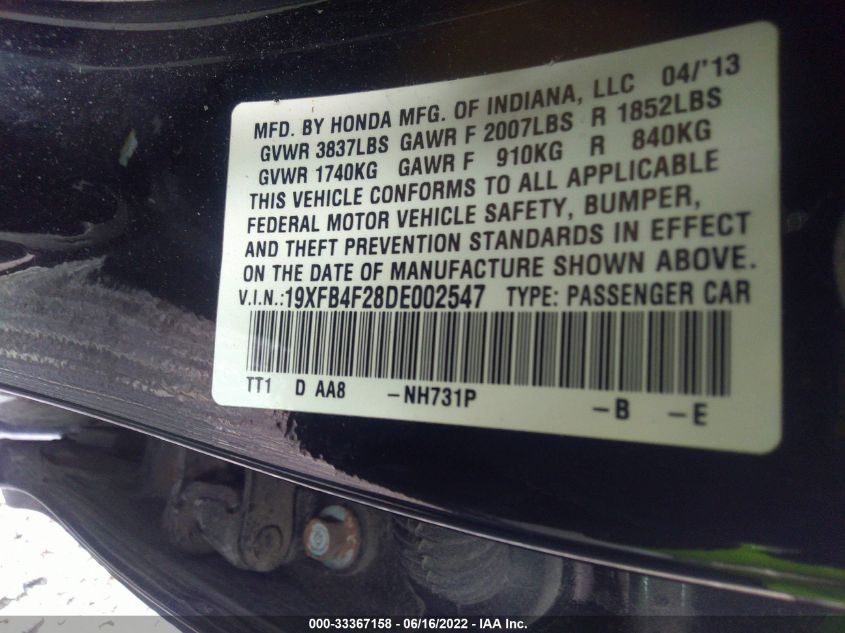 MFD. BY HONDA MFG. OF INDIANA, LLC 04/'13
GVWR 3837LBS GAWR F 2007LBS R 1852LBS
GVWR 1740KG GAWR F 910KG R 840KG
THIS VEHICLE CONFORMS TO ALL APPLICABLE
FEDERAL MOTOR VEHICLE SAFETY, BUMPER,
AND THEFT PREVENTION STANDARDS IN EFFECT
ON THE DATE OF MANUFACTURE SHOWN ABOVE.
V.I.N.:19XFB4F28DE002547 TYPE: PASSENGER CAR
TT1 D AA8 -NH731P -B -E
000-33367158 - 06/16/2022 - IAA Inc.